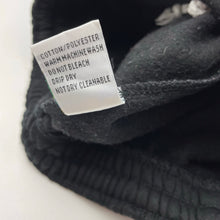 COTTON/POLYESTER
WARM MACHINE WASH
DO NOT BLEACH
DRIP DRY
NOT DRY CLEANABLE